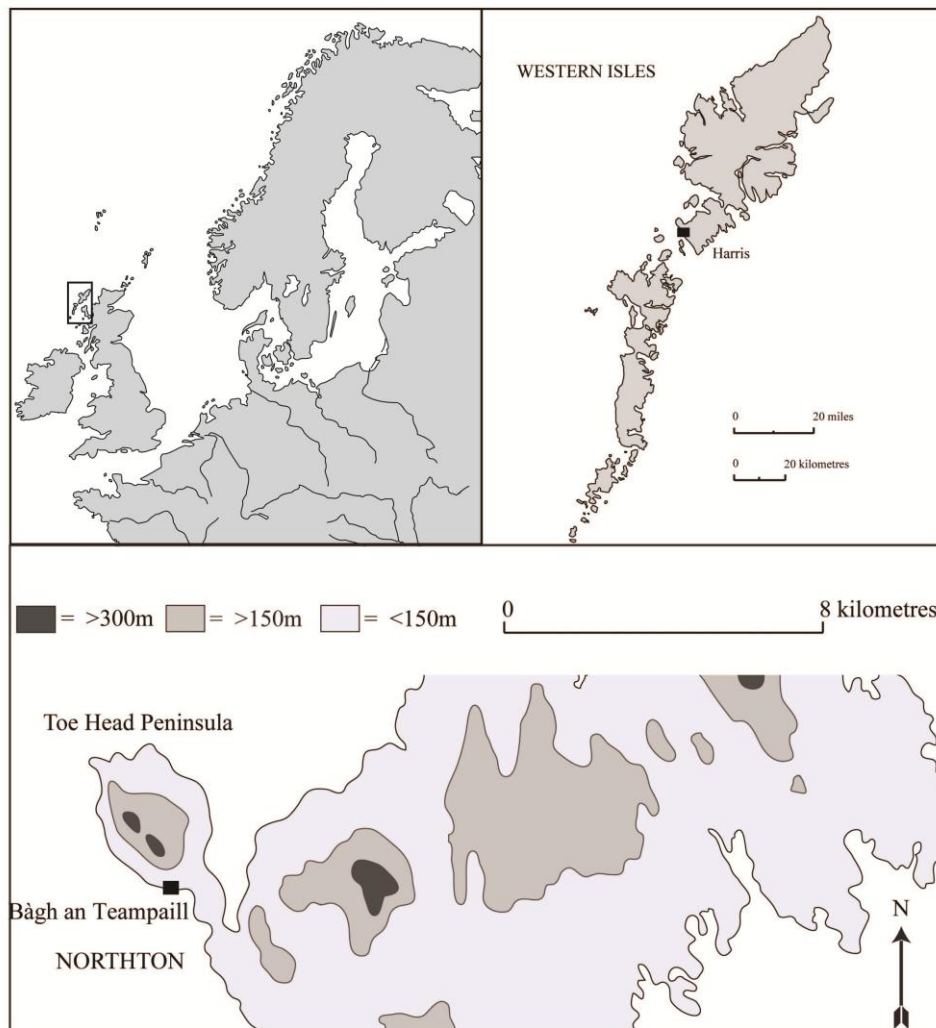 WESTERN ISLES
Harris
0 20 miles
0 20 kilometres
= >300m = >150m = <150m
0 8 kilometres
Toe Head Peninsula
Bàgh an Teampaill
NORTHTON
N